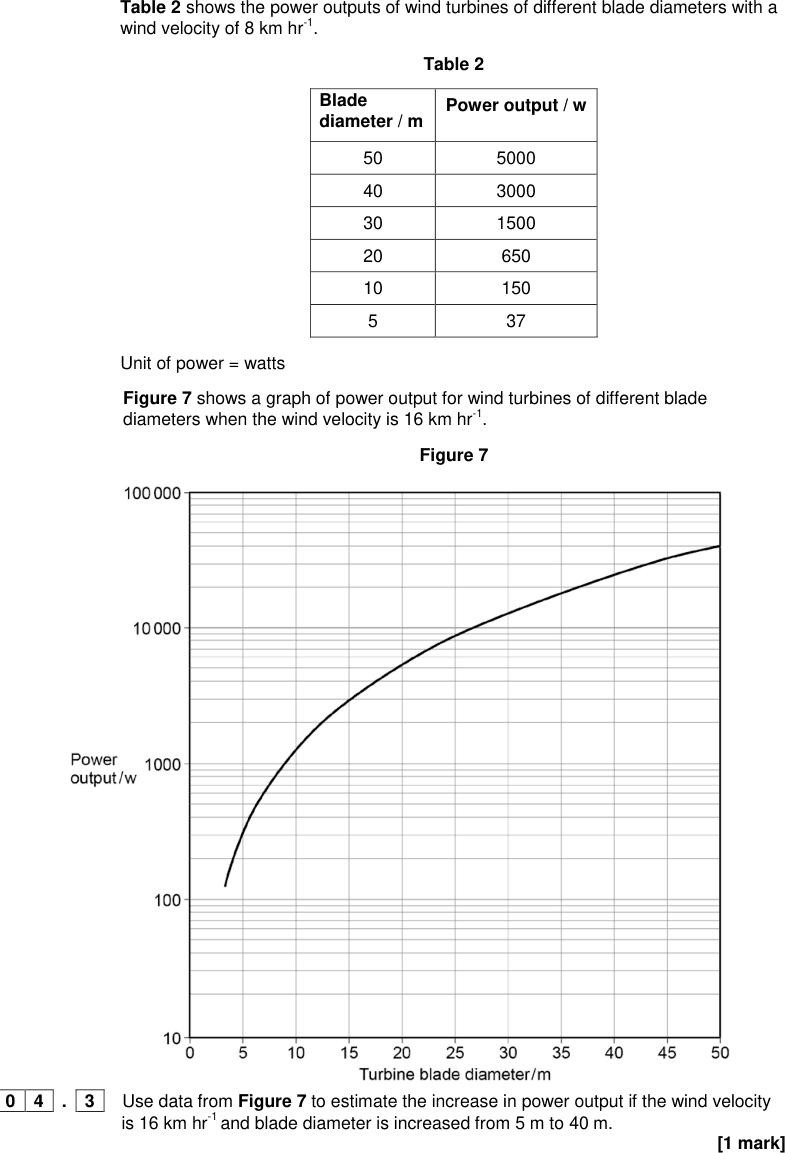 Table 2 shows the power outputs of wind turbines of different blade diameters with a
wind velocity of 8 km hr-1.
Table 2
Blade
diameter / m
Power output / w
50 5000
40 3000
30 1500
20 650
10 150
5 37
Unit of power = watts
Figure 7 shows a graph of power output for wind turbines of different blade
diameters when the wind velocity is 16 km hr-1.
Figure 7
100 000
10 000
Power
output/w
1000
100
10
0 5 10 15 20 25 30 35 40 45 50
Turbine blade diameter/m
0 4 . 3 Use data from Figure 7 to estimate the increase in power output if the wind velocity
is 16 km hr-1 and blade diameter is increased from 5 m to 40 m.
[1 mark]